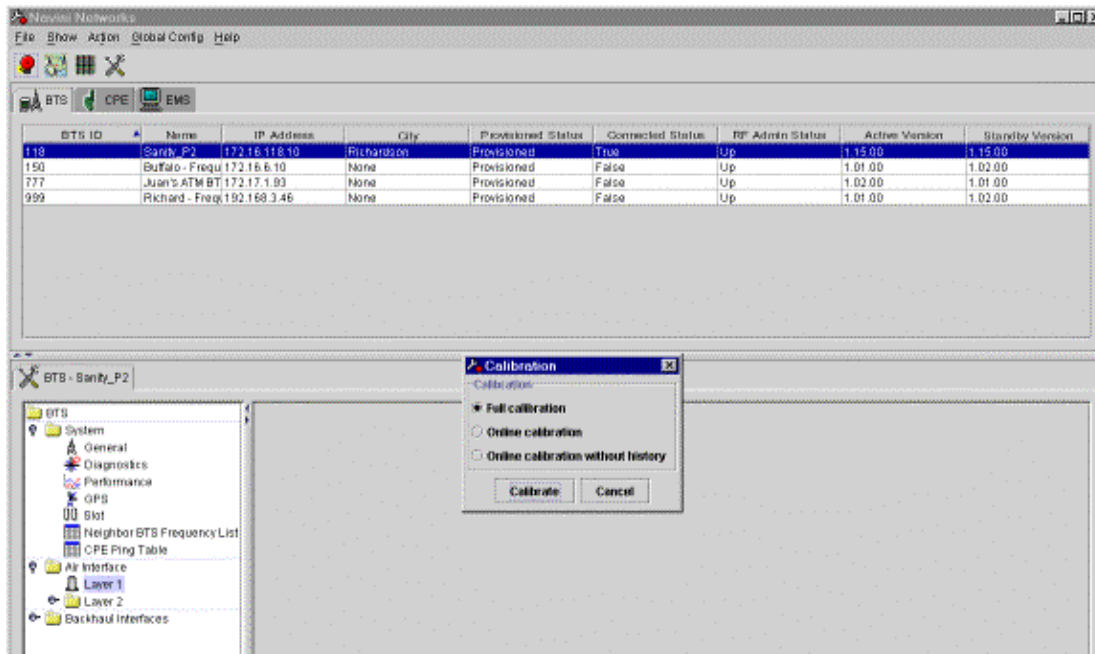 Navini Networks
File Show Action Global Config Help
BTS CPE EMS
BTS ID Name IP Address City Provisioned Status Connected Status RF Admin Status Active Version Standby Version
118 Sanity_P2 172.16.118.10 Richardson Provisioned True Up 1.15.00 1.15.00
150 Buffalo - Frequ 172.16.6.10 None Provisioned False Up 1.01.00 1.02.00
777 Juan's ATM BT 172.17.1.93 None Provisioned False Up 1.02.00 1.01.00
999 Richard - Freq 192.168.3.46 None Provisioned False Up 1.01.00 1.02.00
BTS - Sanity_P2
BTS
System
General
Diagnostics
Performance
GPS
Slot
Neighbor BTS Frequency List
CPE Ping Table
Air Interface
Layer 1
Layer 2
Backhaul Interfaces
Calibration
Calibration
Full calibration
Online calibration
Online calibration without history
Calibrate Cancel